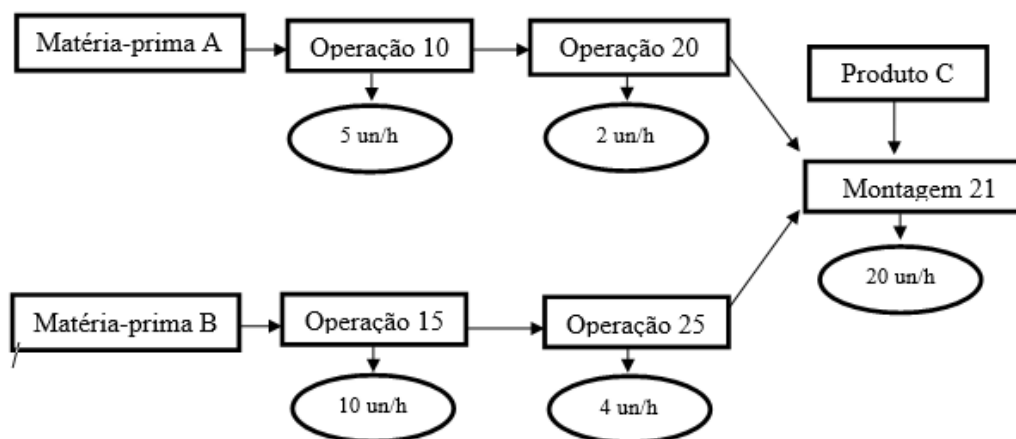 Matéria-prima A
Operação 10
Operação 20
Produto C
5 un/h
2 un/h
Montagem 21
20 un/h
Matéria-prima B
Operação 15
Operação 25
10 un/h
4 un/h